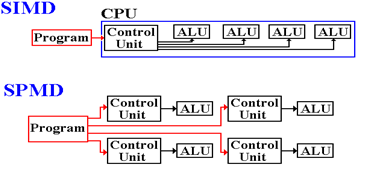 SIMD
CPU
Program
Control
Unit
ALU
ALU
ALU
ALU
SPMD
Program
Control
Unit
ALU
Control
Unit
ALU
Control
Unit
ALU
Control
Unit
ALU